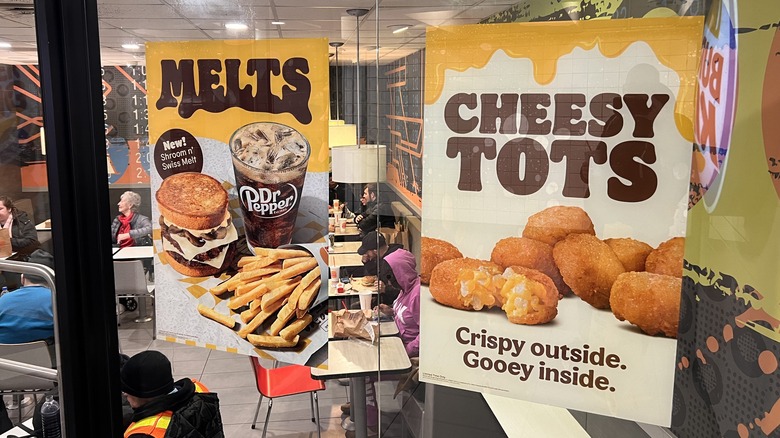 MELTS
New!
Shroom n'
Swiss Melt
Dr
Pepper
CHEESY
TOTS
Crispy outside.
Gooey inside.